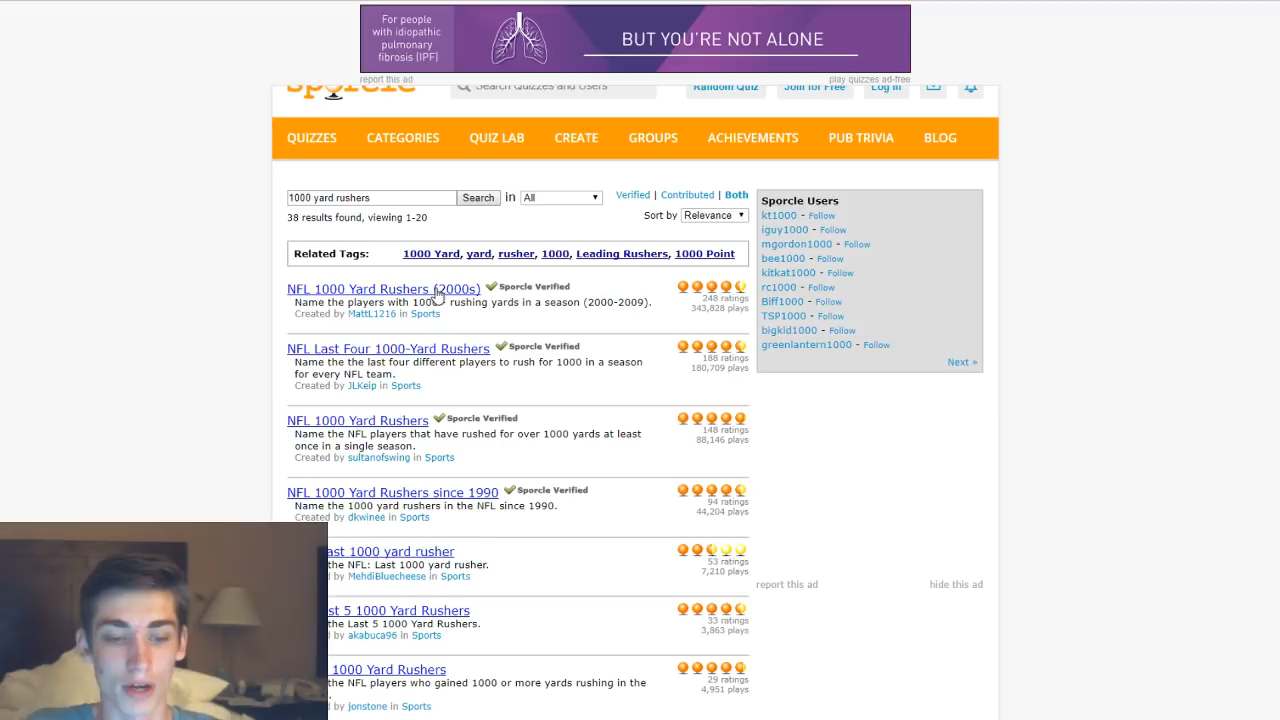 For people
with idiopathic
pulmonary
fibrosis (IPF)
BUT YOU'RE NOT ALONE
report this ad
play quizzes ad-free
sporcle
Search Quizzes and Users
Random Quiz
Join for Free
Log In
QUIZZES
CATEGORIES
QUIZ LAB
CREATE
GROUPS
ACHIEVEMENTS
PUB TRIVIA
BLOG
1000 yard rushers
Search
in
All
Verified | Contributed | Both
38 results found, viewing 1-20
Sort by Relevance
Related Tags: 1000 Yard, yard, rusher, 1000, Leading Rushers, 1000 Point
NFL 1000 Yard Rushers (2000s) Sporcle Verified
Name the players with 1000+ rushing yards in a season (2000-2009).
Created by MattL1216 in Sports
248 ratings
343,828 plays
NFL Last Four 1000-Yard Rushers Sporcle Verified
Name the the last four different players to rush for 1000 in a season
for every NFL team.
Created by JLKeip in Sports
188 ratings
180,709 plays
NFL 1000 Yard Rushers Sporcle Verified
Name the NFL players that have rushed for over 1000 yards at least
once in a single season.
Created by sultanofswing in Sports
148 ratings
88,146 plays
NFL 1000 Yard Rushers since 1990 Sporcle Verified
Name the 1000 yard rushers in the NFL since 1990.
Created by dkwinee in Sports
94 ratings
44,204 plays
ast 1000 yard rusher
the NFL: Last 1000 yard rusher.
d by MehdiBluecheese in Sports
53 ratings
7,210 plays
st 5 1000 Yard Rushers
the Last 5 1000 Yard Rushers.
d by akabuca96 in Sports
33 ratings
3,863 plays
1000 Yard Rushers
the NFL players who gained 1000 or more yards rushing in the
.
d by jonstone in Sports
29 ratings
4,951 plays
Sporcle Users
kt1000 - Follow
iguy1000 - Follow
mgordon1000 - Follow
bee1000 - Follow
kitkat1000 - Follow
rc1000 - Follow
Biff1000 - Follow
TSP1000 - Follow
bigkid1000 - Follow
greenlantern1000 - Follow
Next »
report this ad
hide this ad